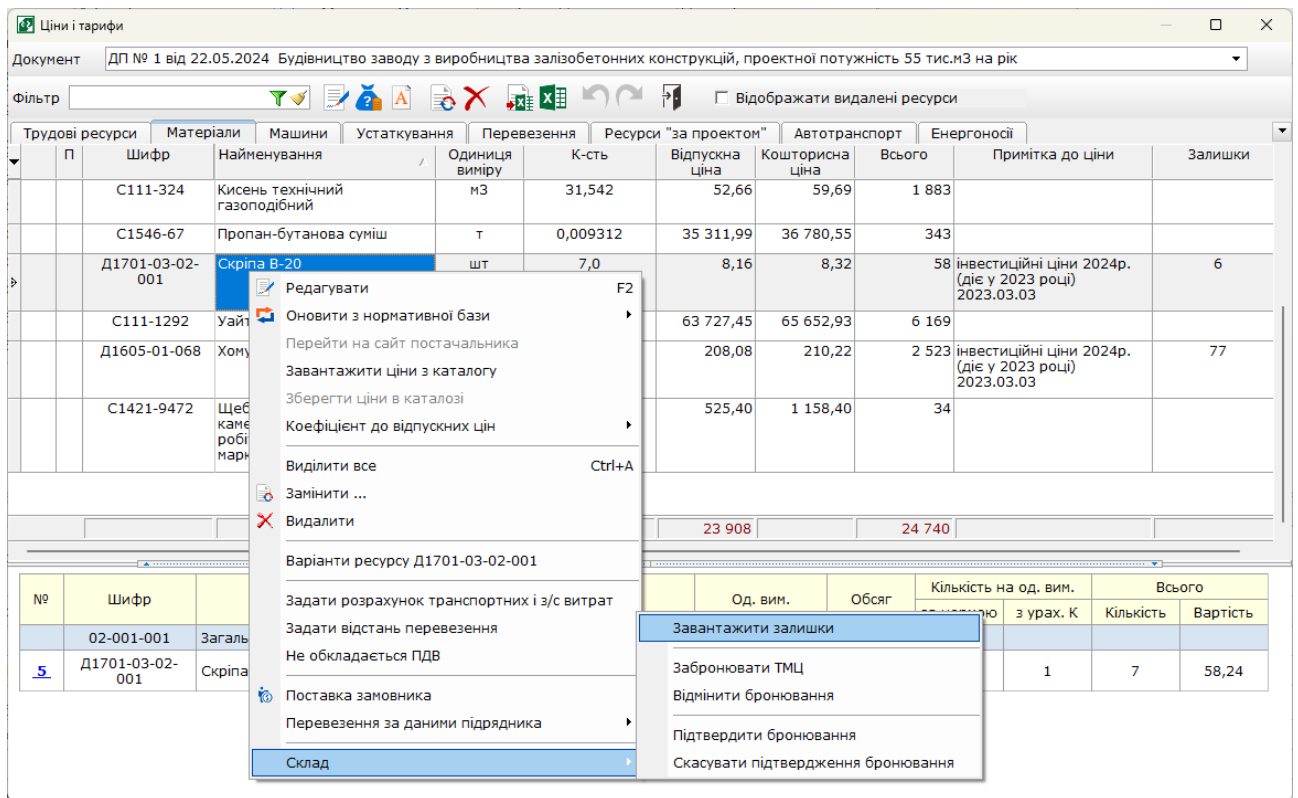 Ціни і тарифи
Документ ДП № 1 від 22.05.2024 Будівництво заводу з виробництва залізобетонних конструкцій, проектної потужність 55 тис.м3 на рік
Фільтр Відображати видалені ресурси
Трудові ресурси Матеріали Машини Устаткування Перевезення Ресурси "за проектом" Автотранспорт Енергоносії
П Шифр Найменування Одиниця виміру К-сть Відпускна ціна Кошторисна ціна Всього Примітка до ціни Залишки
С111-324 Кисень технічний газоподібний м3 31,542 52,66 59,69 1 883
С1546-67 Пропан-бутанова суміш т 0,009312 35 311,99 36 780,55 343
Д1701-03-02-001 Скріпа В-20 шт 7,0 8,16 8,32 58 інвестиційні ціни 2024р. (діє у 2023 році) 2023.03.03 6
С111-1292 63 727,45 65 652,93 6 169
Д1605-01-068 208,08 210,22 2 523 інвестиційні ціни 2024р. (діє у 2023 році) 2023.03.03 77
С1421-9472 525,40 1 158,40 34
23 908 24 740
Редагувати F2
Оновити з нормативної бази
Перейти на сайт постачальника
Завантажити ціни з каталогу
Зберегти ціни в каталозі
Коефіцієнт до відпускних цін
Виділити все Ctrl+A
Замінити ...
Видалити
Варіанти ресурсу Д1701-03-02-001
Задати розрахунок транспортних і з/с витрат
Задати відстань перевезення
Не обкладається ПДВ
Поставка замовника
Перевезення за даними підрядника
Склад
Завантажити залишки
Забронювати ТМЦ
Відмінити бронювання
Підтвердити бронювання
Скасувати підтвердження бронювання
№ Шифр Од. вим. Обсяг Кількість на од. вим. Всього
з урах. К Кількість Вартість
02-001-001
5 Д1701-03-02-001 Скріпа 1 7 58,24